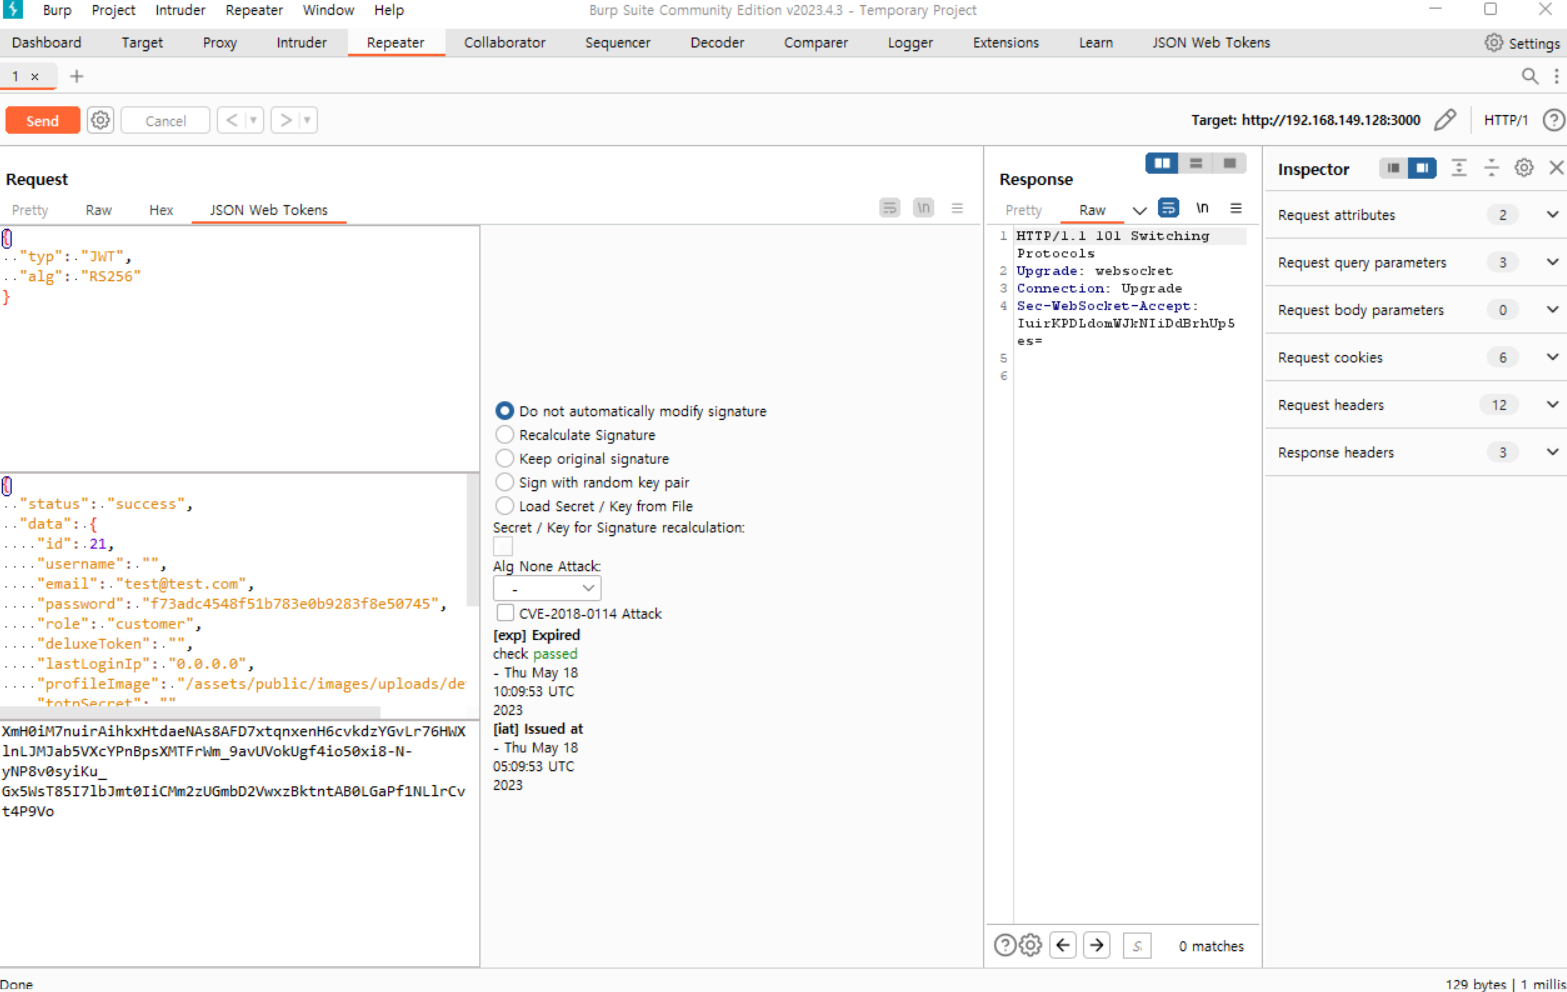 Burp Project Intruder Repeater Window Help
Burp Suite Community Edition v2023.4.3 - Temporary Project
Dashboard Target Proxy Intruder Repeater Collaborator Sequencer Decoder Comparer Logger Extensions Learn JSON Web Tokens Settings
1 ×
Send Cancel
Target: http://192.168.149.128:3000 HTTP/1
Request
Pretty Raw Hex JSON Web Tokens
\n
{
"typ": "JWT",
"alg": "RS256"
}
{
"status": "success",
"data": {
"id": 21,
"username": "",
"email": "test@test.com",
"password": "f73adc4548f51b783e0b9283f8e50745",
"role": "customer",
"deluxeToken": "",
"lastLoginIp": "0.0.0.0",
"profileImage": "/assets/public/images/uploads/de
"totpSecret": ""
XmH0iM7nuirAihkxHtdaeNAs8AFD7xtqnxenH6cvkdzYGvLr76HWX
lnLJMJab5VXcYPnBpsXMTFrWm_9avUVokUgf4io50xi8-N-
yNP8v0syiKu_
Gx5WsT85I7lbJmt0IiCMm2zUGmbD2VwxzBktntAB0LGaPf1NLlrCv
t4P9Vo
Do not automatically modify signature
Recalculate Signature
Keep original signature
Sign with random key pair
Load Secret / Key from File
Secret / Key for Signature recalculation:
Alg None Attack:
-
CVE-2018-0114 Attack
[exp] Expired
check passed
- Thu May 18
10:09:53 UTC
2023
[iat] Issued at
- Thu May 18
05:09:53 UTC
2023
Response
Pretty Raw \n
1 HTTP/1.1 101 Switching
Protocols
2 Upgrade: websocket
3 Connection: Upgrade
4 Sec-WebSocket-Accept:
IuirKPDLdomWJkNIiDdBrhUp5
es=
5
6
0 matches
Inspector
Request attributes 2
Request query parameters 3
Request body parameters 0
Request cookies 6
Request headers 12
Response headers 3
Done
129 bytes | 1 millis